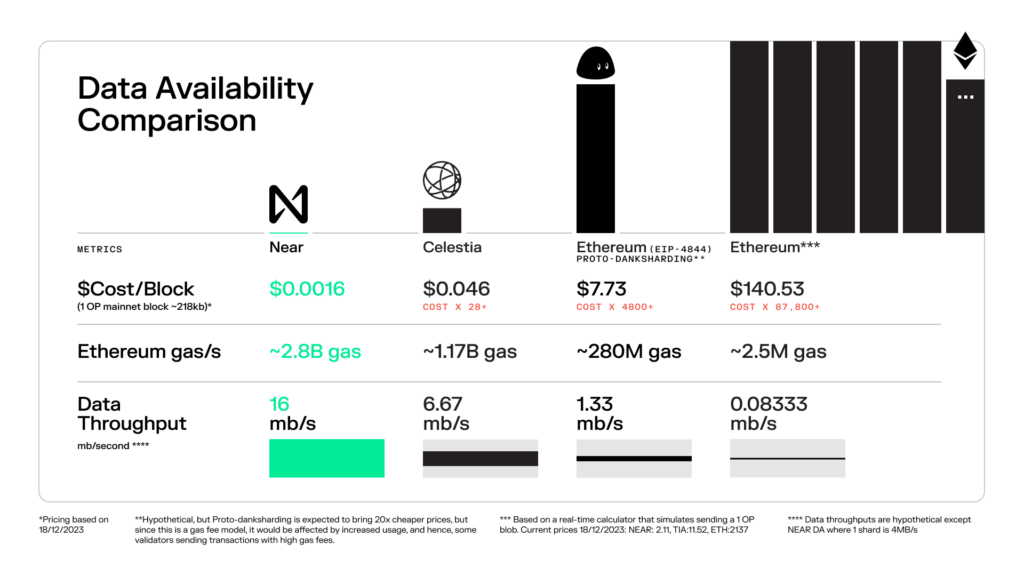 Data Availability
Comparison
...
METRICS
Near
Celestia
Ethereum (EIP-4844)
PROTO-DANKSHARDING**
Ethereum***
$Cost/Block
(1 OP mainnet block ~218kb)*
$0.0016
$0.046
COST X 28+
$7.73
COST X 4800+
$140.53
COST X 87,800+
Ethereum gas/s
~2.8B gas
~1.17B gas
~280M gas
~2.5M gas
Data
Throughput
mb/second ****
16
mb/s
6.67
mb/s
1.33
mb/s
0.08333
mb/s
*Pricing based on
18/12/2023
**Hypothetical, but Proto-danksharding is expected to bring 20x cheaper prices, but
since this is a gas fee model, it would be affected by increased usage, and hence, some
validators sending transactions with high gas fees.
*** Based on a real-time calculator that simulates sending a 1 OP
blob. Current prices 18/12/2023: NEAR: 2.11, TIA:11.52, ETH:2137
**** Data throughputs are hypothetical except
NEAR DA where 1 shard is 4MB/s